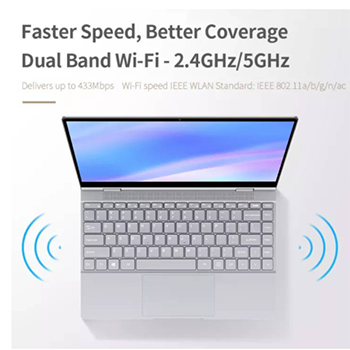 Faster Speed, Better Coverage
Dual Band Wi-Fi - 2.4GHz/5GHz
Delivers up to 433Mbps Wi-Fi speed IEEE WLAN Standard: IEEE 802.11a/b/g/n/ac